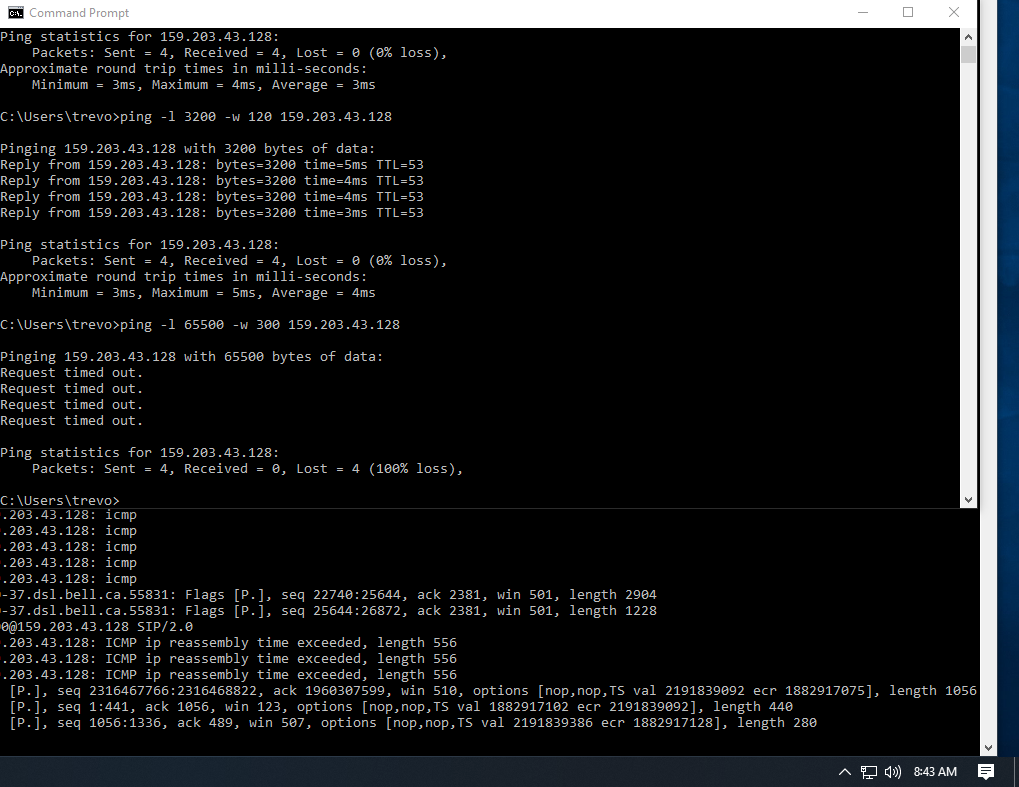 Command Prompt
Ping statistics for 159.203.43.128:
    Packets: Sent = 4, Received = 4, Lost = 0 (0% loss),
Approximate round trip times in milli-seconds:
    Minimum = 3ms, Maximum = 4ms, Average = 3ms
C:\Users\trevo>ping -l 3200 -w 120 159.203.43.128
Pinging 159.203.43.128 with 3200 bytes of data:
Reply from 159.203.43.128: bytes=3200 time=5ms TTL=53
Reply from 159.203.43.128: bytes=3200 time=4ms TTL=53
Reply from 159.203.43.128: bytes=3200 time=4ms TTL=53
Reply from 159.203.43.128: bytes=3200 time=3ms TTL=53
Ping statistics for 159.203.43.128:
    Packets: Sent = 4, Received = 4, Lost = 0 (0% loss),
Approximate round trip times in milli-seconds:
    Minimum = 3ms, Maximum = 5ms, Average = 4ms
C:\Users\trevo>ping -l 65500 -w 300 159.203.43.128
Pinging 159.203.43.128 with 65500 bytes of data:
Request timed out.
Request timed out.
Request timed out.
Request timed out.
Ping statistics for 159.203.43.128:
    Packets: Sent = 4, Received = 0, Lost = 4 (100% loss),
C:\Users\trevo>
.203.43.128: icmp
.203.43.128: icmp
.203.43.128: icmp
.203.43.128: icmp
.203.43.128: icmp
-37.dsl.bell.ca.55831: Flags [P.], seq 22740:25644, ack 2381, win 501, length 2904
-37.dsl.bell.ca.55831: Flags [P.], seq 25644:26872, ack 2381, win 501, length 1228
0@159.203.43.128 SIP/2.0
.203.43.128: ICMP ip reassembly time exceeded, length 556
.203.43.128: ICMP ip reassembly time exceeded, length 556
.203.43.128: ICMP ip reassembly time exceeded, length 556
[P.], seq 2316467766:2316468822, ack 1960307599, win 510, options [nop,nop,TS val 2191839092 ecr 1882917075], length 1056
[P.], seq 1:441, ack 1056, win 123, options [nop,nop,TS val 1882917102 ecr 2191839092], length 440
[P.], seq 1056:1336, ack 489, win 507, options [nop,nop,TS val 2191839386 ecr 1882917128], length 280
8:43 AM